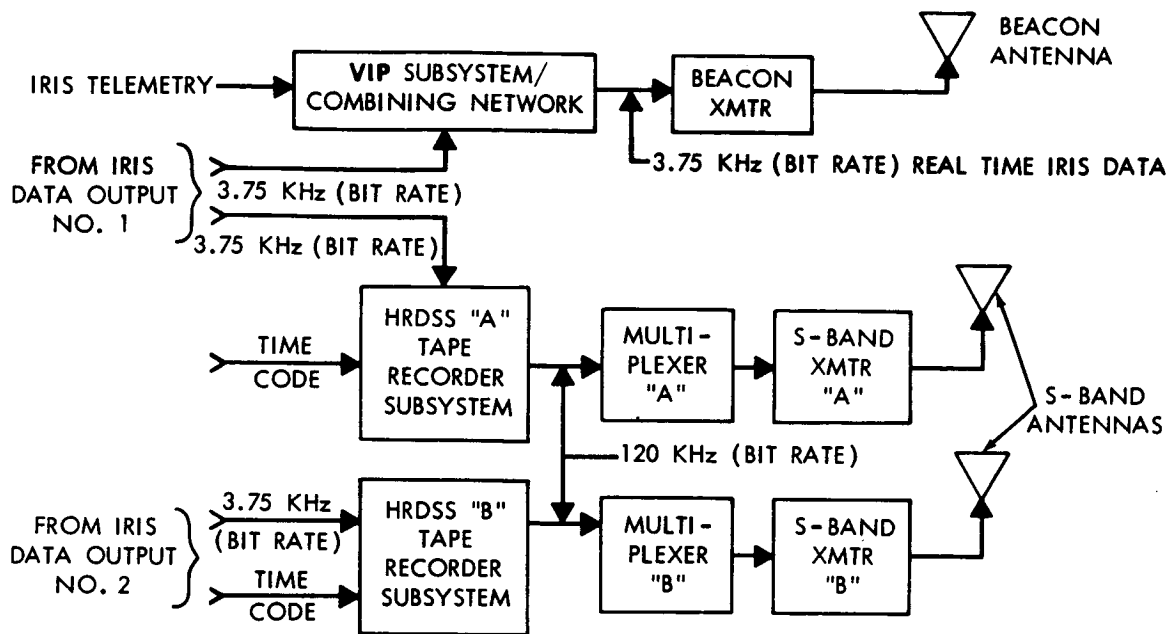 IRIS TELEMETRY
VIP SUBSYSTEM/
COMBINING NETWORK
BEACON
XMTR
BEACON
ANTENNA
FROM IRIS
DATA OUTPUT
NO. 1
3.75 KHz (BIT RATE)
3.75 KHz (BIT RATE)
3.75 KHz (BIT RATE) REAL TIME IRIS DATA
TIME
CODE
HRDSS "A"
TAPE
RECORDER
SUBSYSTEM
MULTI-
PLEXER
"A"
S-BAND
XMTR
"A"
S-BAND
ANTENNAS
120 KHz (BIT RATE)
FROM IRIS
DATA OUTPUT
NO. 2
3.75 KHz
(BIT RATE)
TIME
CODE
HRDSS "B"
TAPE
RECORDER
SUBSYSTEM
MULTI-
PLEXER
"B"
S-BAND
XMTR
"B"